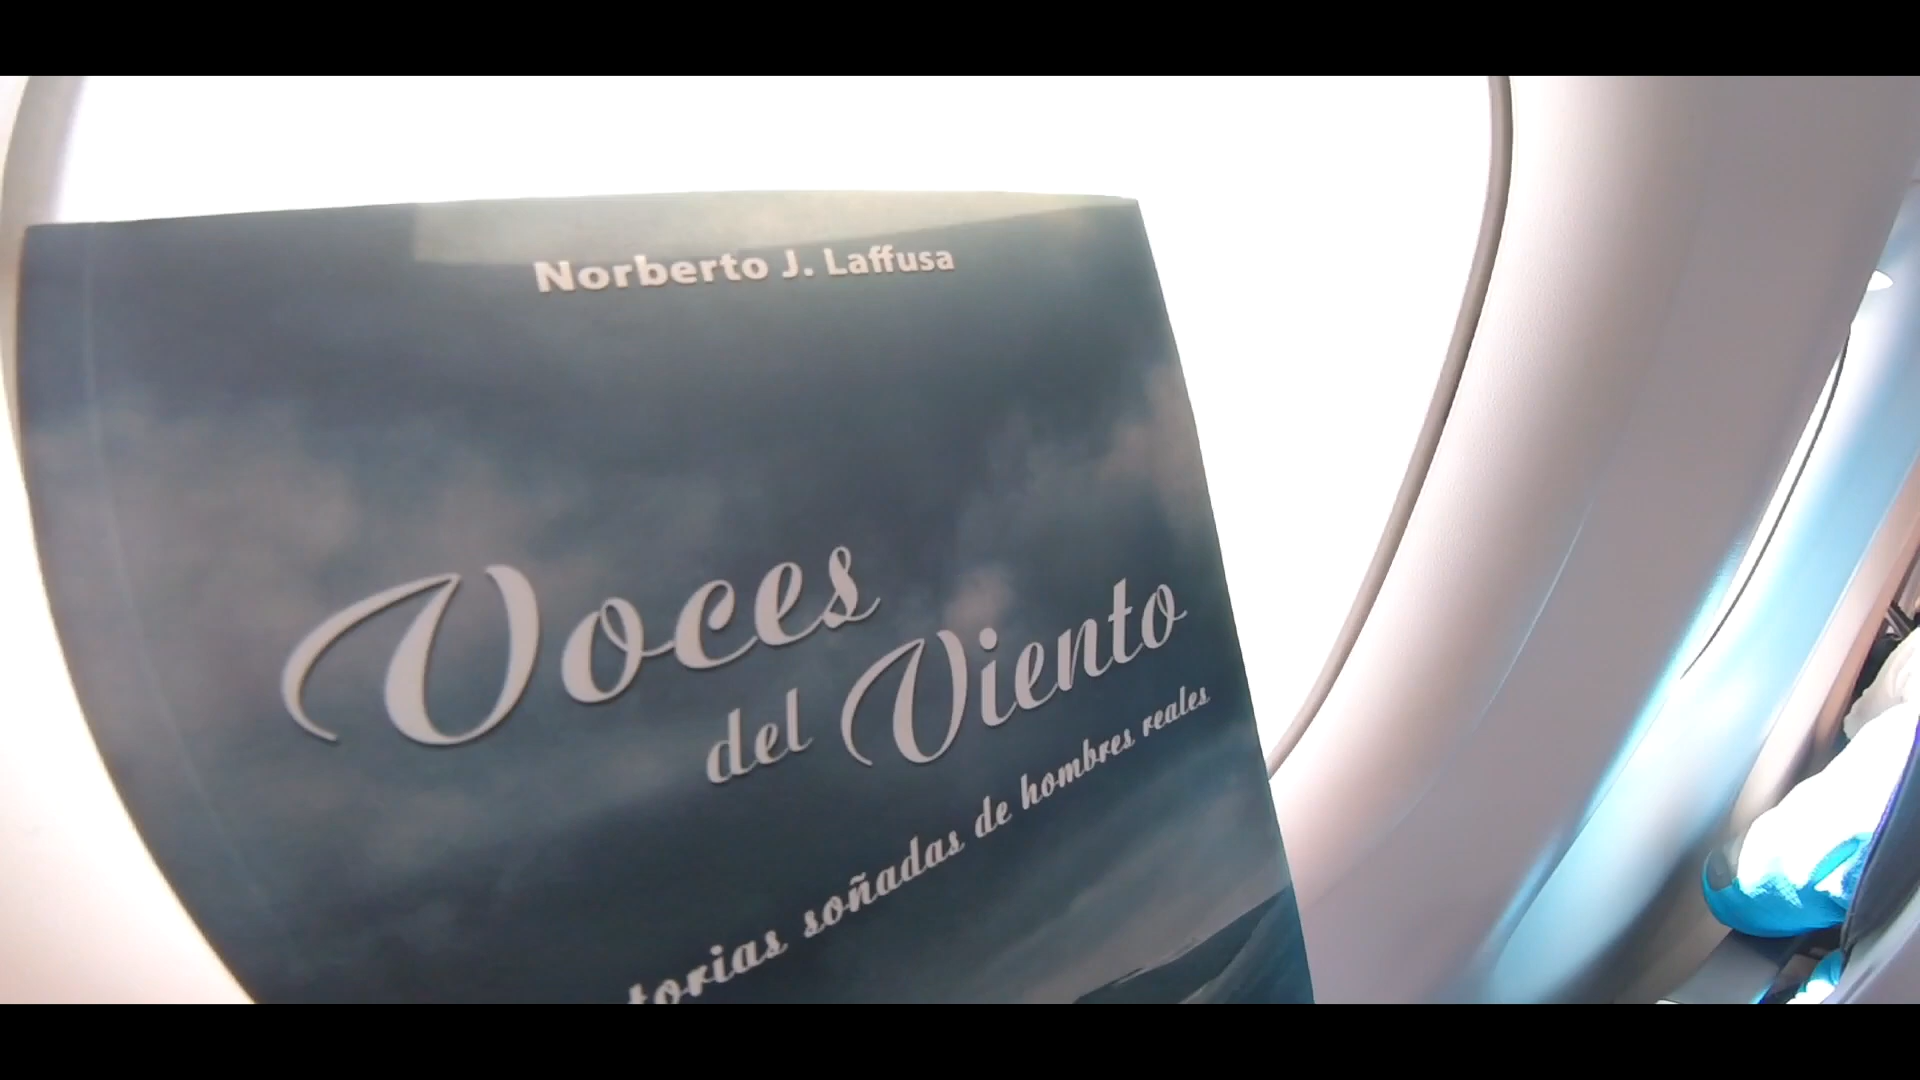 Norberto J. Laffusa
Voces
del Viento
soñadas de hombres reales